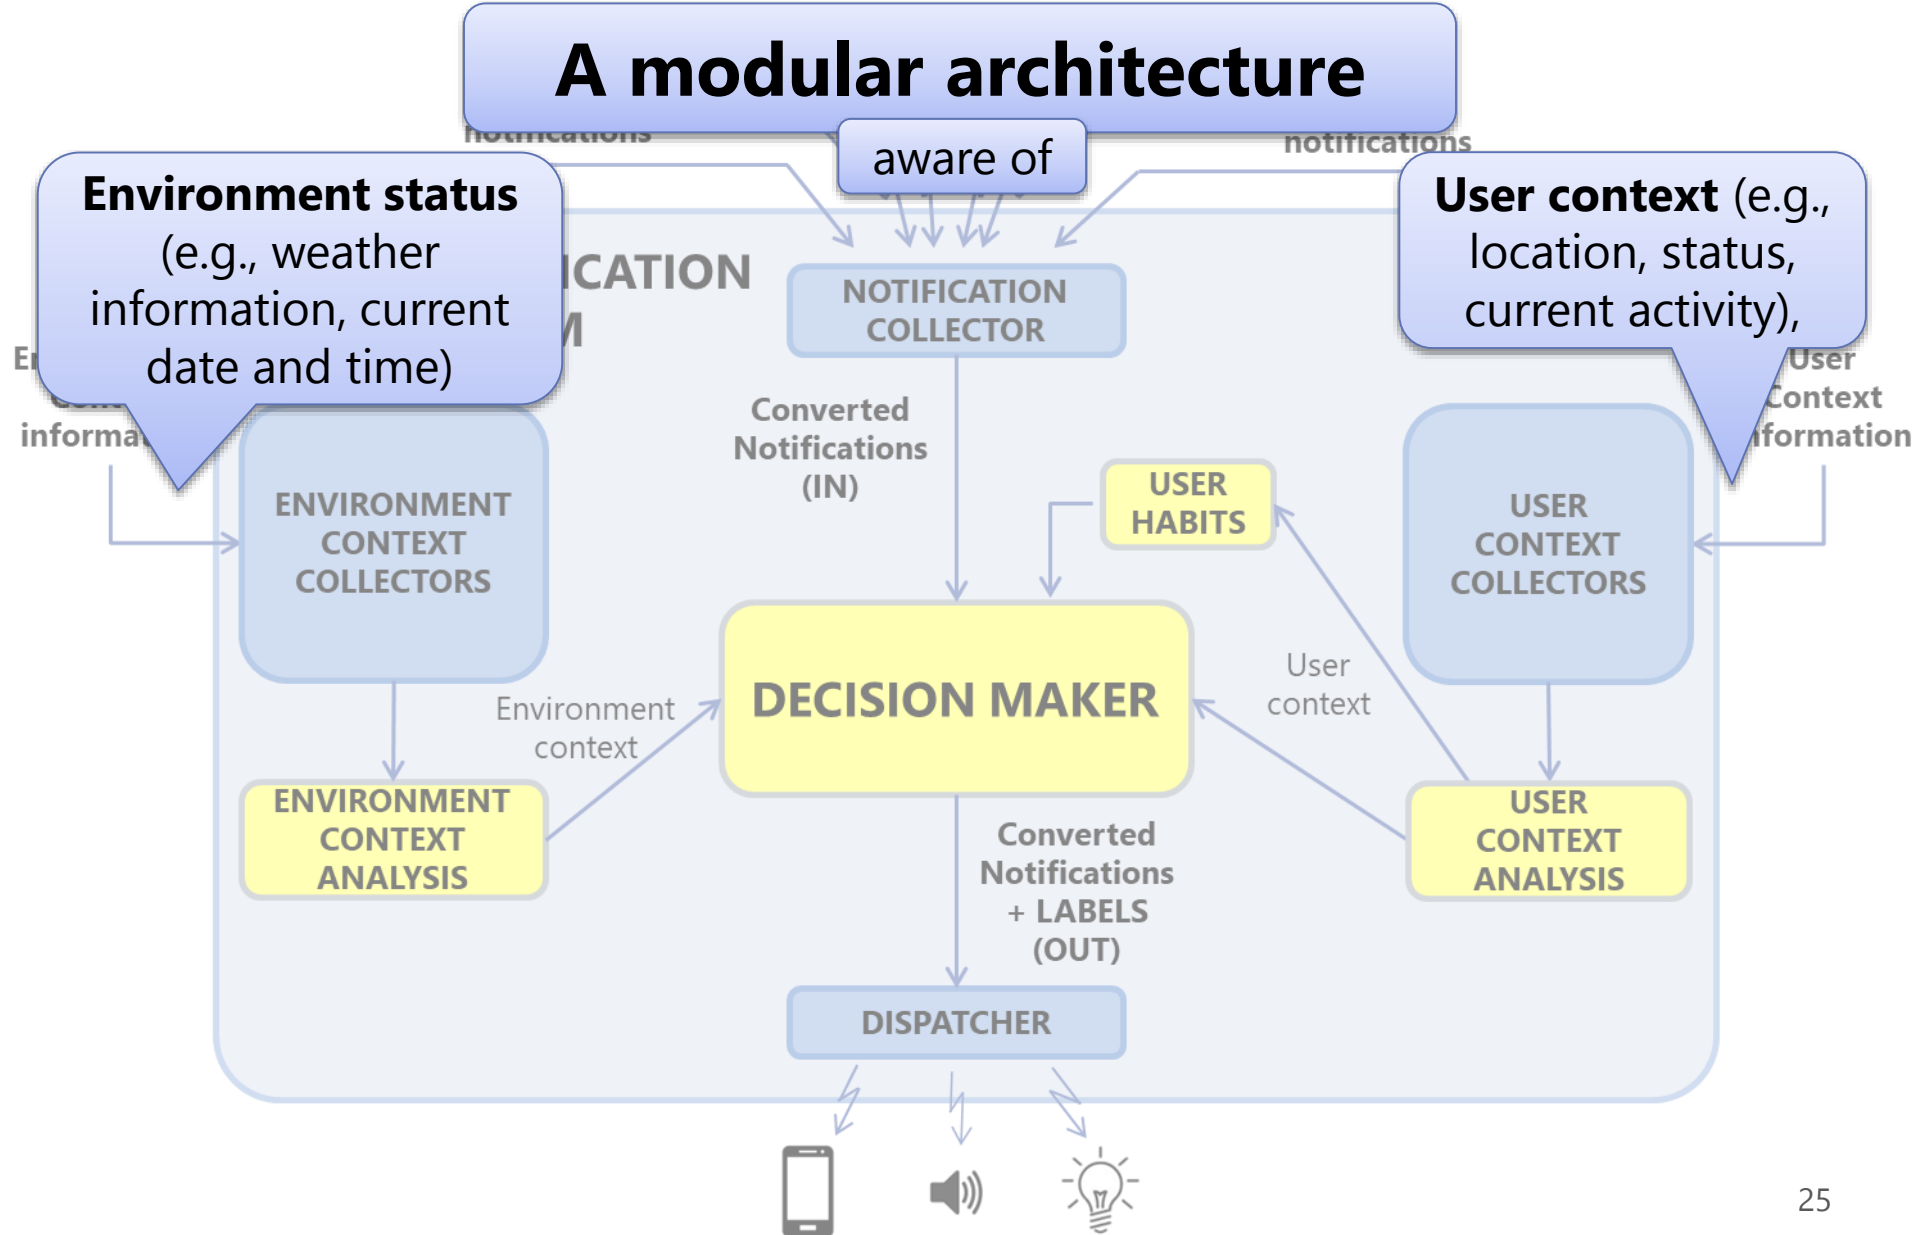 A modular architecture
notifications
aware of
notifications
Environment status
(e.g., weather
information, current
date and time)
User context (e.g.,
location, status,
current activity),
NOTIFICATION
COLLECTOR
User
Context
Converted
Notifications
(IN)
USER
HABITS
ENVIRONMENT
CONTEXT
COLLECTORS
USER
CONTEXT
COLLECTORS
DECISION MAKER
Environment
context
User
context
ENVIRONMENT
CONTEXT
ANALYSIS
USER
CONTEXT
ANALYSIS
Converted
Notifications
+ LABELS
(OUT)
DISPATCHER
25